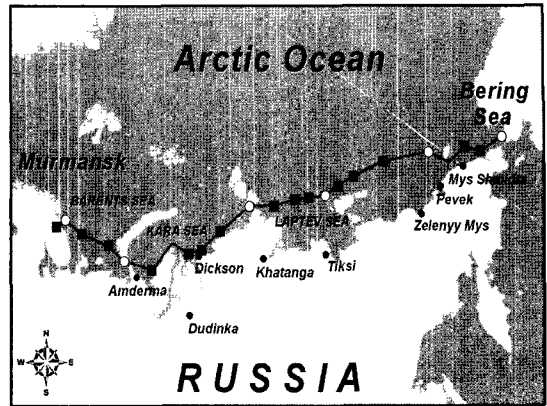 Arctic Ocean
Bering
Sea
Murmansk
BARENTS SEA
KARA SEA
LAPTEV SEA
Mys
Pevek
Zelenyy Mys
Dickson
Khatanga
Tiksi
Amderma
Dudinka
N
W
E
S
RUSSIA